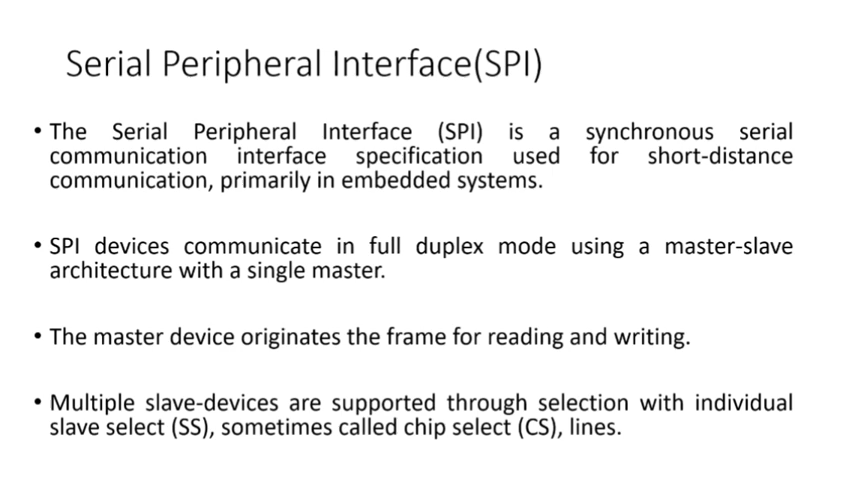 Serial Peripheral Interface(SPI)
• The Serial Peripheral Interface (SPI) is a synchronous serial
communication interface specification used for short-distance
communication, primarily in embedded systems.
• SPI devices communicate in full duplex mode using a master-slave
architecture with a single master.
• The master device originates the frame for reading and writing.
• Multiple slave-devices are supported through selection with individual
slave select (SS), sometimes called chip select (CS), lines.